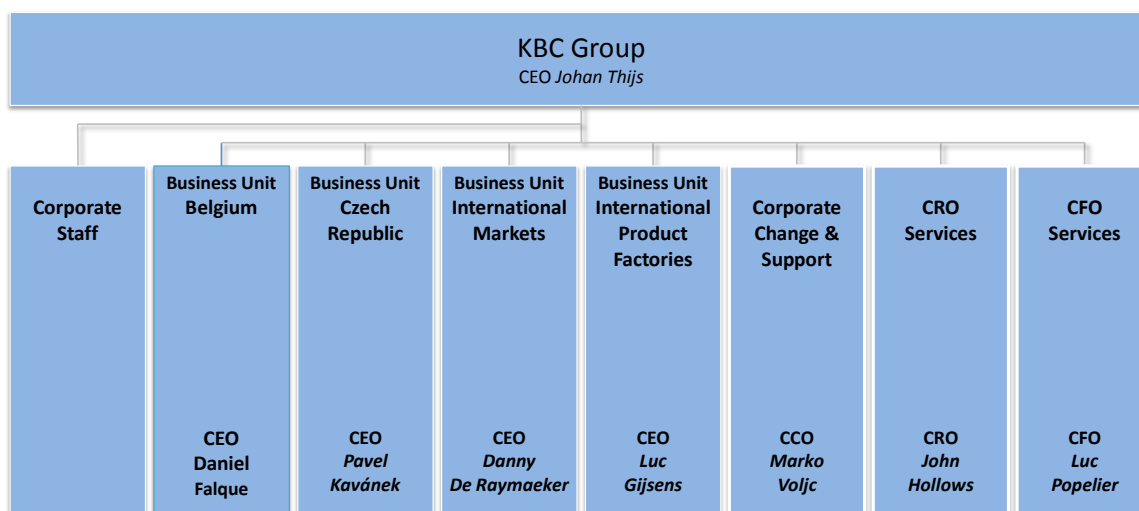 KBC Group
CEO Johan Thijs
Corporate
Staff
Business Unit
Belgium
CEO
Daniel
Falque
Business Unit
Czech
Republic
CEO
Pavel
Kavánek
Business Unit
International
Markets
CEO
Danny
De Raymaeker
Business Unit
International
Product
Factories
CEO
Luc
Gijsens
Corporate
Change &
Support
CCO
Marko
Voljc
CRO
Services
CRO
John
Hollows
CFO
Services
CFO
Luc
Popelier